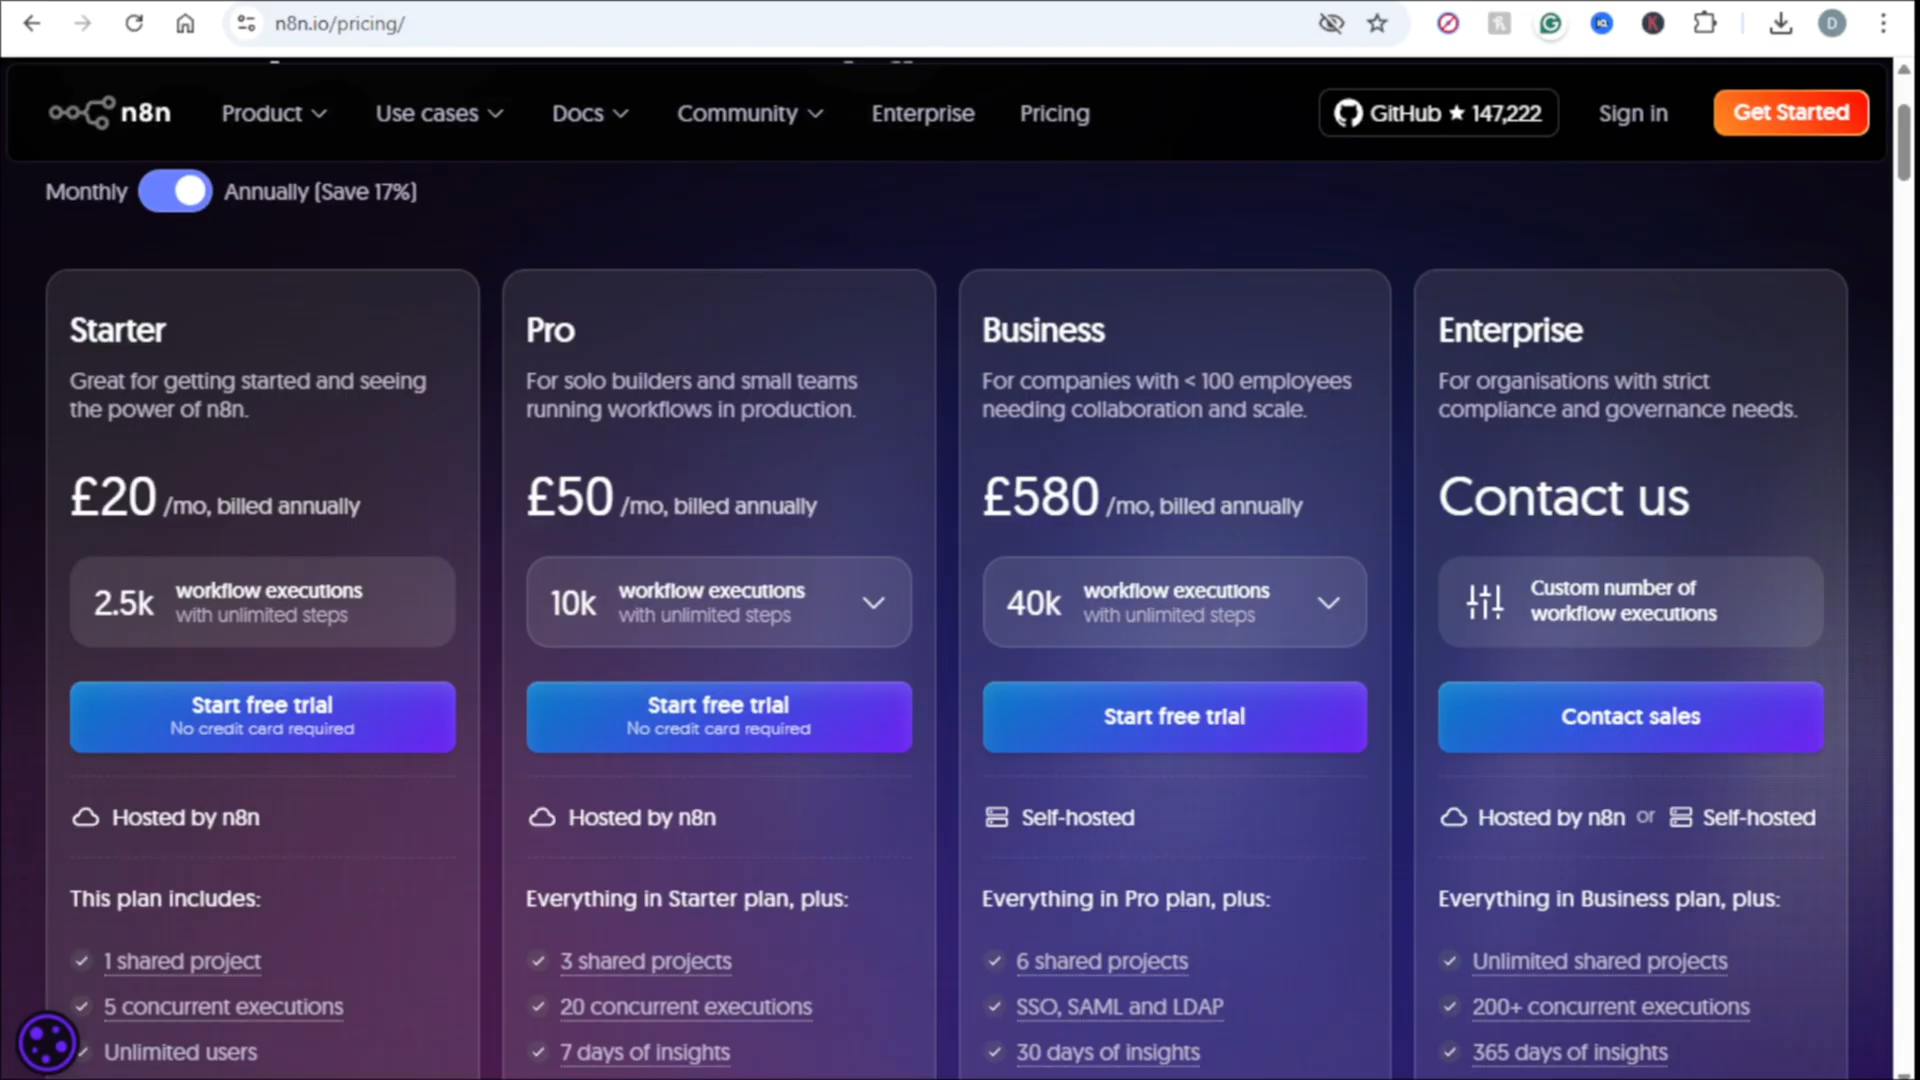 n8n.io/pricing/
n8n
Product
Use cases
Docs
Community
Enterprise
Pricing
GitHub ★ 147,222
Sign in
Get Started
Monthly
Annually (Save 17%)
Starter
Great for getting started and seeing
the power of n8n.
£20 /mo, billed annually
2.5k workflow executions
with unlimited steps
Start free trial
No credit card required
Hosted by n8n
This plan includes:
1 shared project
5 concurrent executions
Unlimited users
Pro
For solo builders and small teams
running workflows in production.
£50 /mo, billed annually
10k workflow executions
with unlimited steps
Start free trial
No credit card required
Hosted by n8n
Everything in Starter plan, plus:
3 shared projects
20 concurrent executions
7 days of insights
Business
For companies with < 100 employees
needing collaboration and scale.
£580 /mo, billed annually
40k workflow executions
with unlimited steps
Start free trial
Self-hosted
Everything in Pro plan, plus:
6 shared projects
SSO, SAML and LDAP
30 days of insights
Enterprise
For organisations with strict
compliance and governance needs.
Contact us
Custom number of
workflow executions
Contact sales
Hosted by n8n or Self-hosted
Everything in Business plan, plus:
Unlimited shared projects
200+ concurrent executions
365 days of insights
D